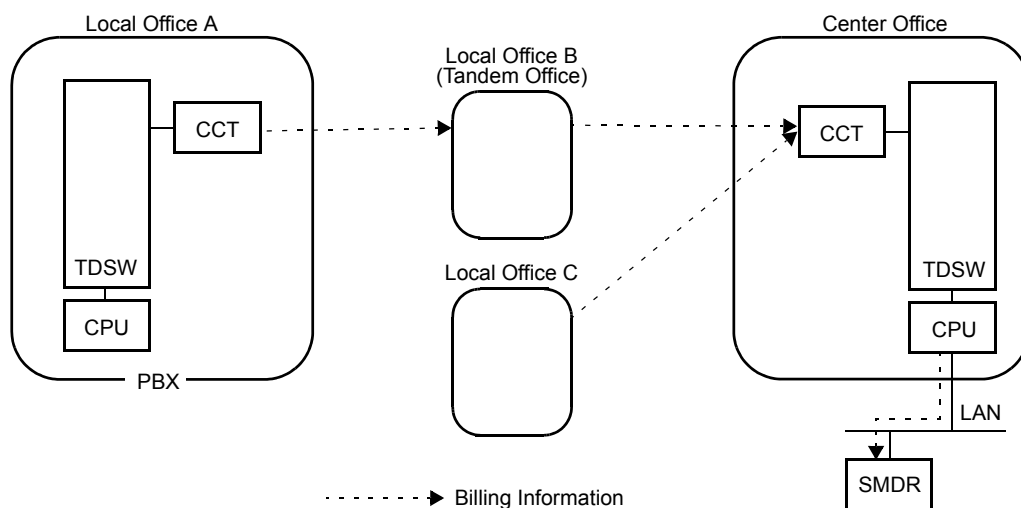 Local Office A
Local Office B
(Tandem Office)
Center Office
CCT
CCT
TDSW
CPU
PBX
Local Office C
TDSW
CPU
LAN
SMDR
Billing Information